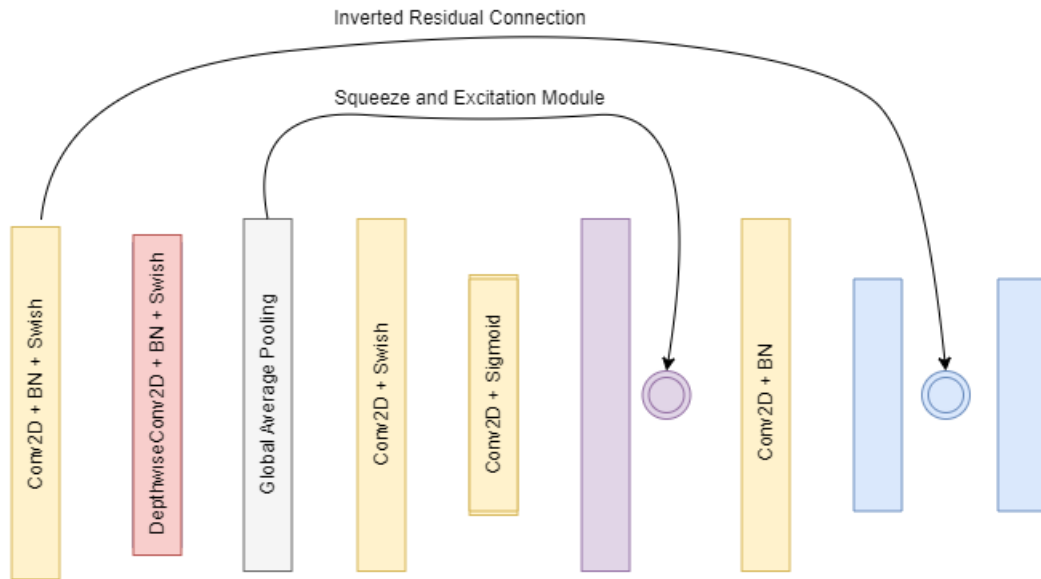 Inverted Residual Connection
Squeeze and Excitation Module
Conv2D + BN + Swish
DepthwiseConv2D + BN + Swish
Global Average Pooling
Conv2D + Swish
Conv2D + Sigmoid
Conv2D + BN